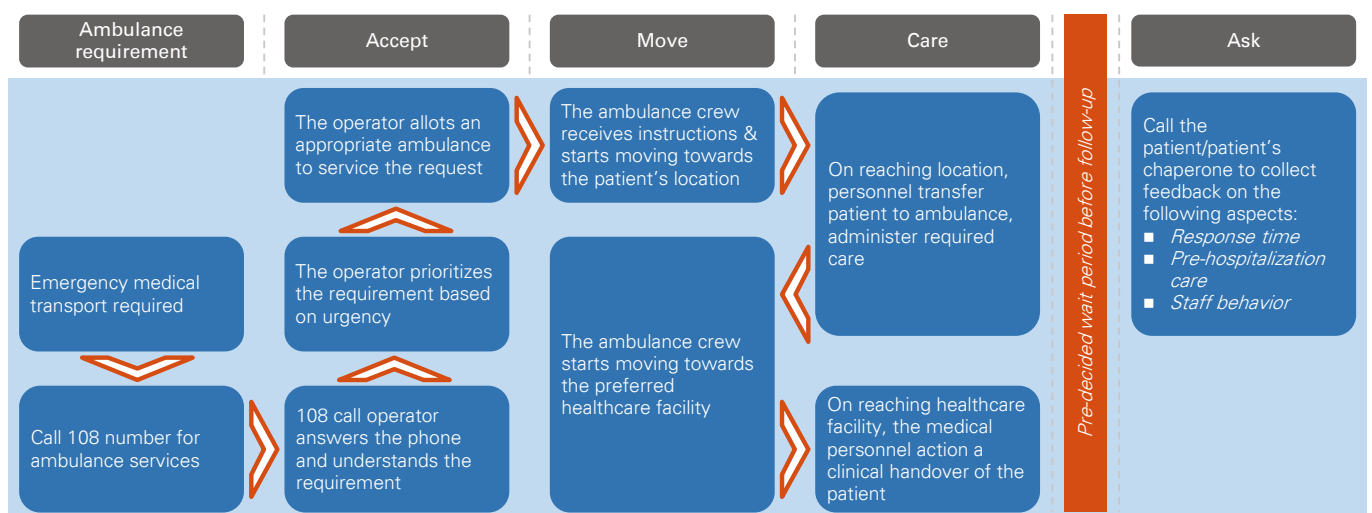 Ambulance
requirement
Accept
Move
Care
Ask
Emergency medical
transport required
Call 108 number for
ambulance services
108 call operator
answers the phone
and understands the
requirement
The operator prioritizes
the requirement based
on urgency
The operator allots an
appropriate ambulance
to service the request
The ambulance crew
receives instructions &
starts moving towards
the patient's location
On reaching location,
personnel transfer
patient to ambulance,
administer required
care
The ambulance crew
starts moving towards
the preferred
healthcare facility
On reaching healthcare
facility, the medical
personnel action a
clinical handover of the
patient
Pre-decided wait period before follow-up
Call the
patient/patient's
chaperone to collect
feedback on the
following aspects:
■ Response time
■ Pre-hospitalization
care
■ Staff behavior